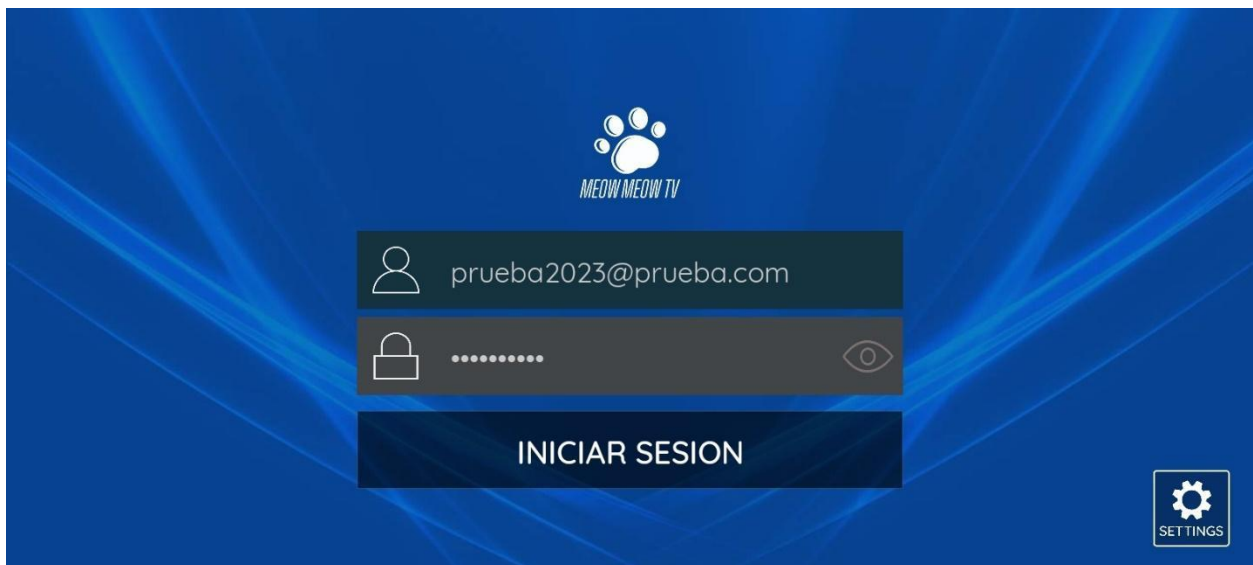 MEOW MEOW TV
prueba2023@prueba.com
••••••••••
INICIAR SESION
SETTINGS